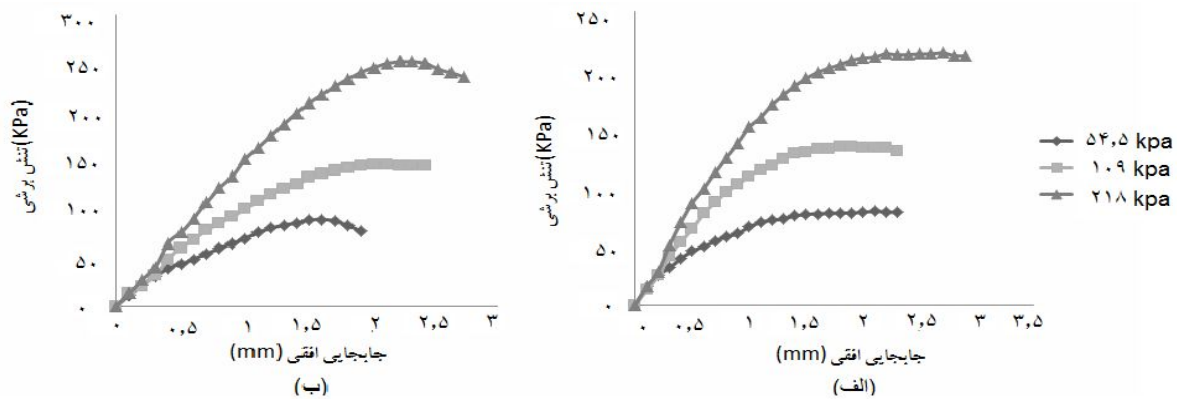 ۳۰۰
۲۵۰
۲۰۰
۱۵۰
۱۰۰
۵۰
۰
تنش برشی(KPa)
۰ ۰,۵ ۱ ۱,۵ ۲ ۲,۵ ۳
جابجایی افقی (mm)
(ب)
۲۵۰
۲۰۰
۱۵۰
۱۰۰
۵۰
۰
تنش برشی(KPa)
۰ ۰,۵ ۱ ۱,۵ ۲ ۲,۵ ۳ ۳,۵
جابجایی افقی (mm)
(الف)
۵۴,۵ kpa
۱۰۹ kpa
۲۱۸ kpa